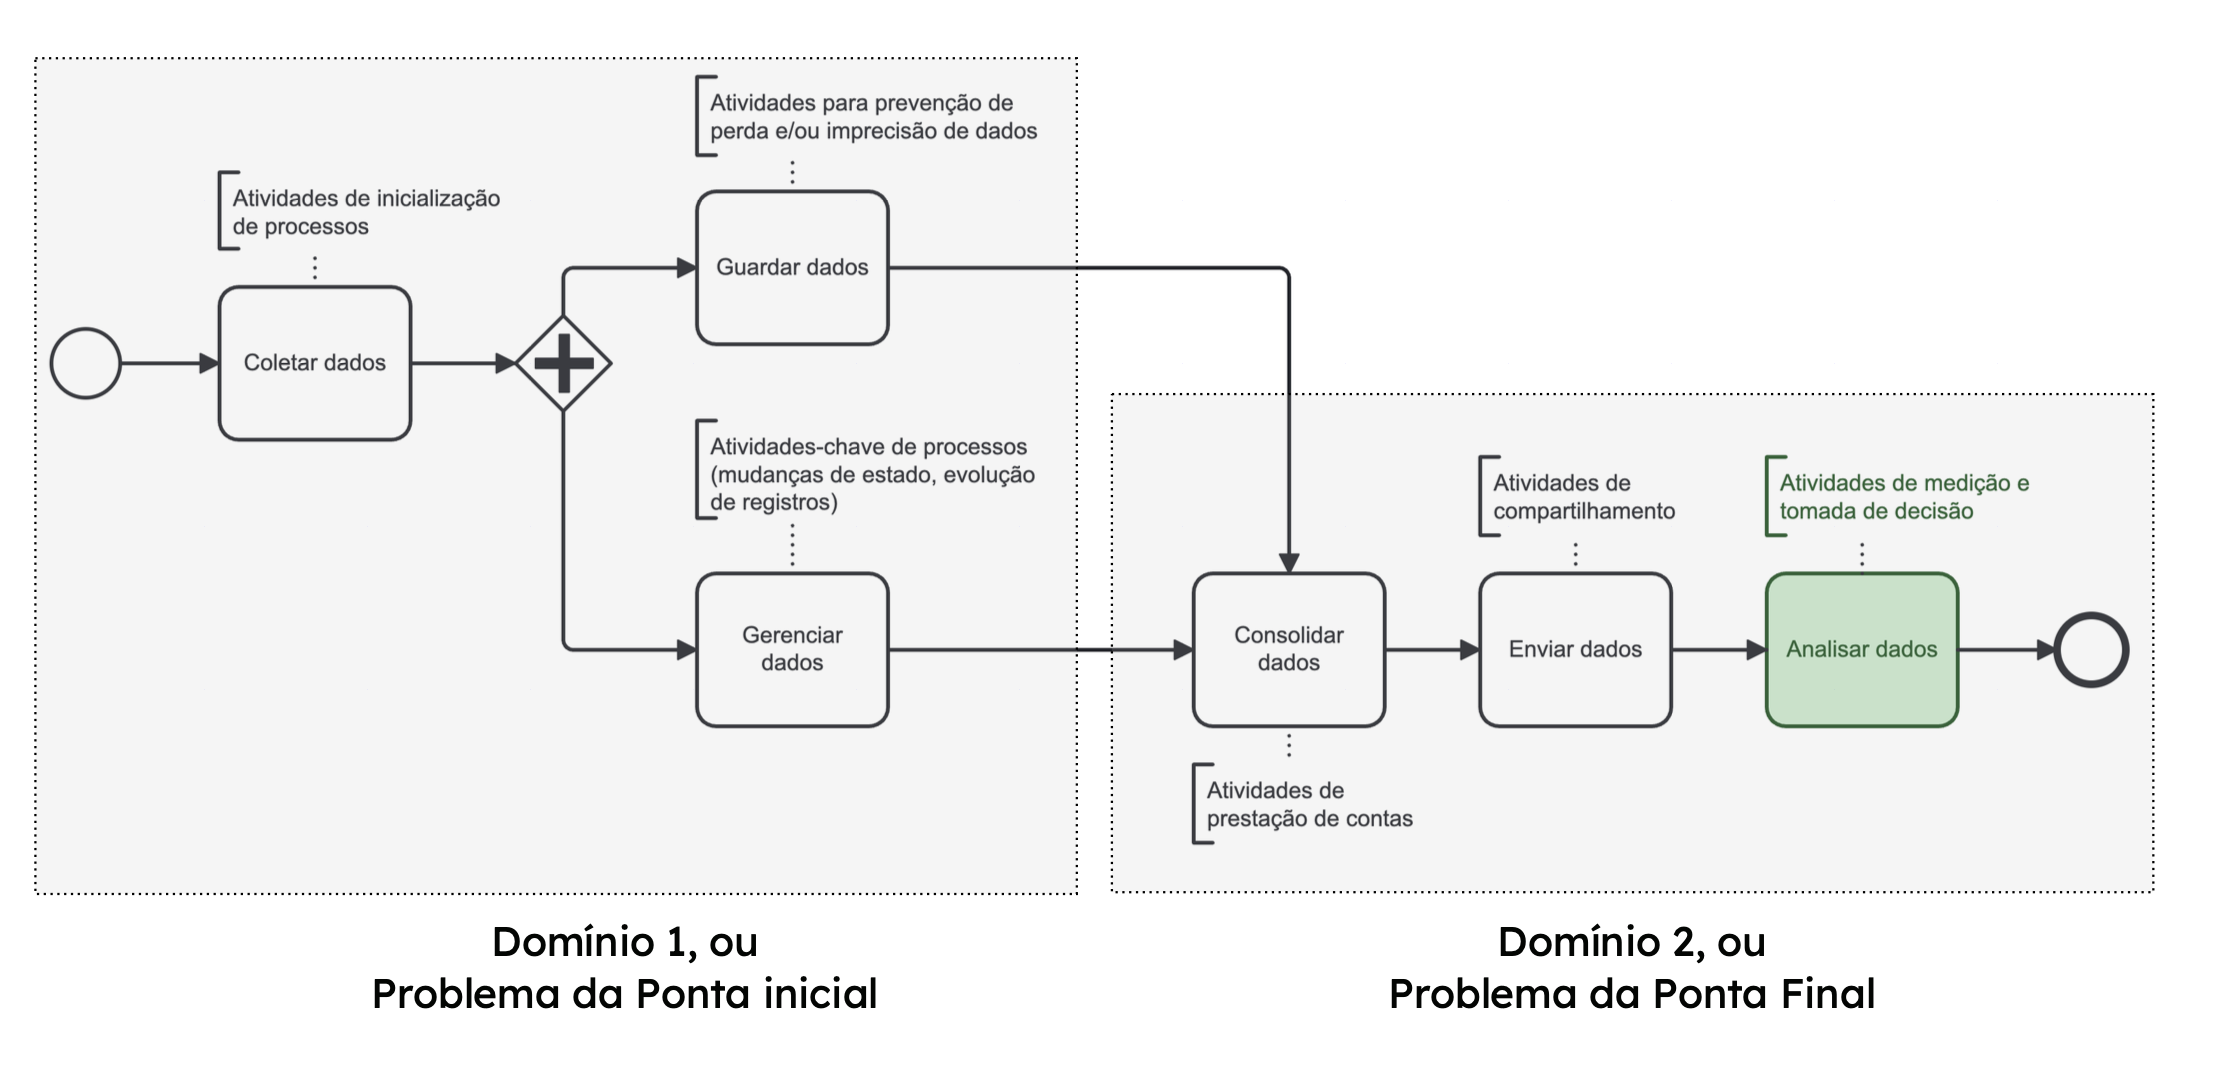 Atividades para prevenção de
perda e/ou imprecisão de dados
Atividades de inicialização
de processos
Guardar dados
Coletar dados
Atividades-chave de processos
(mudanças de estado, evolução
de registros)
Gerenciar
dados
Atividades de
compartilhamento
Atividades de medição e
tomada de decisão
Consolidar
dados
Enviar dados
Analisar dados
Atividades de
prestação de contas
Domínio 1, ou
Problema da Ponta inicial
Domínio 2, ou
Problema da Ponta Final